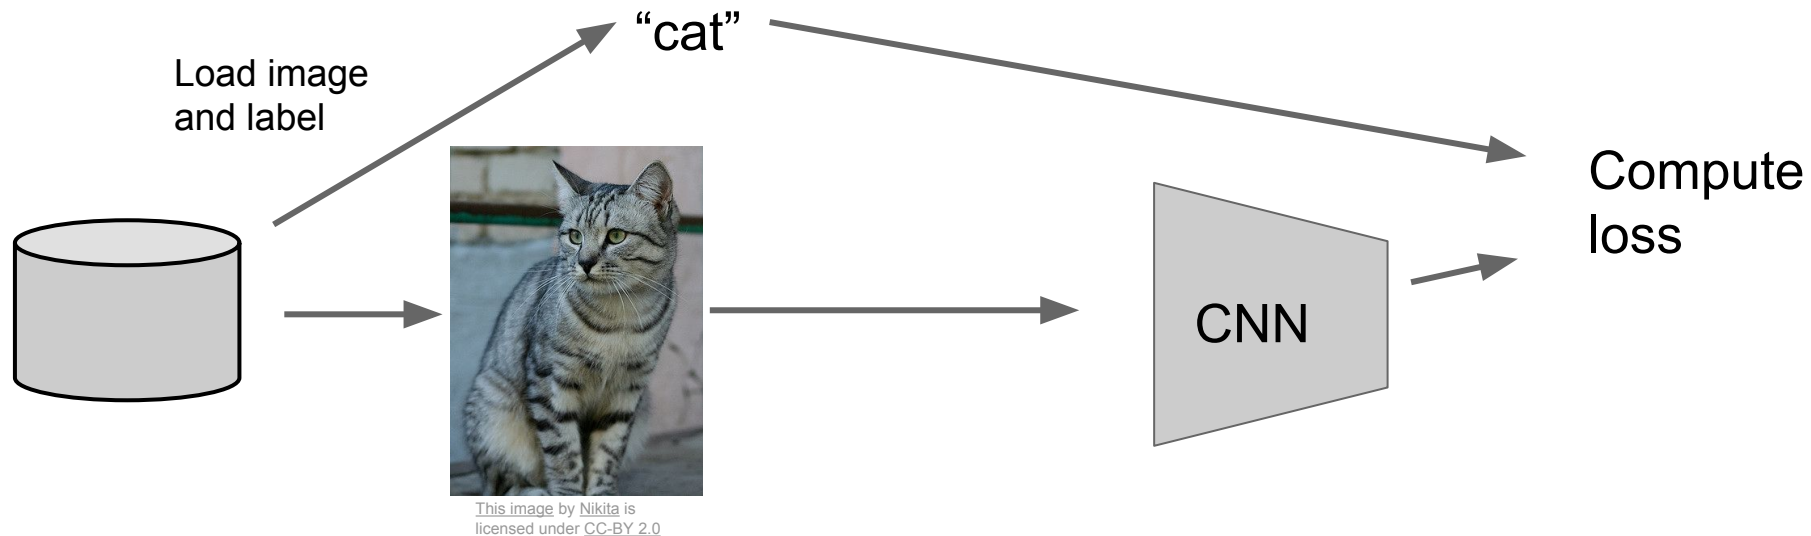 “cat”
Load image
and label
Compute
loss
CNN
This image by Nikita is
licensed under CC-BY 2.0